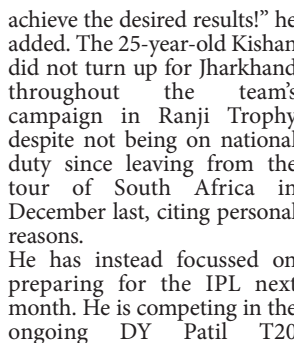 achieve the desired results!” he
added. The 25-year-old Kishan
did not turn up for Jharkhand
throughout the team’s
campaign in Ranji Trophy
despite not being on national
duty since leaving from the
tour of South Africa in
December last, citing personal
reasons.
He has instead focussed on
preparing for the IPL next
month. He is competing in the
ongoing DY Patil T20